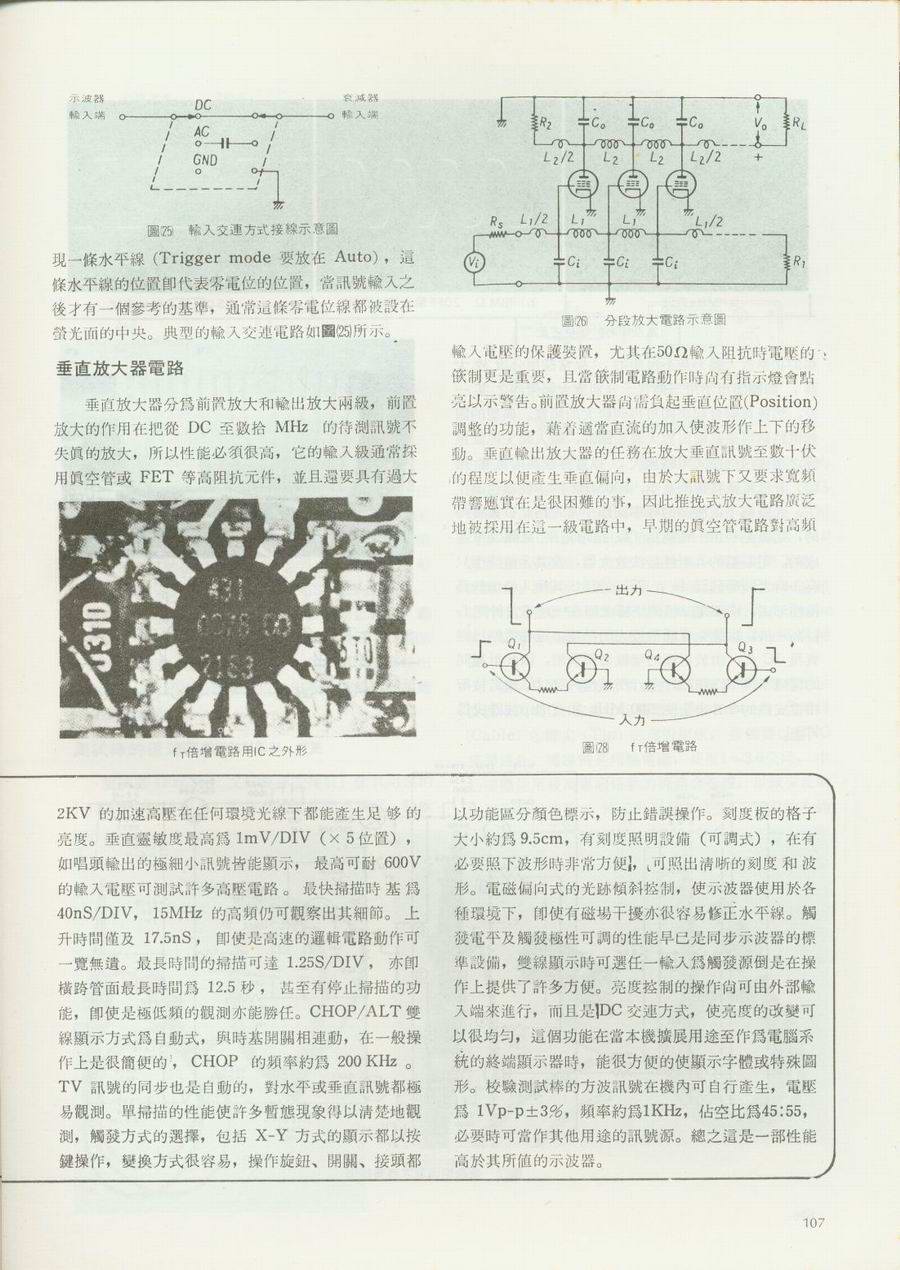 示波器
輸入端
DC
AC
GND
衰减器
輸入端
圖(25) 輸入交連方式接線示意圖
現一條水平線 (Trigger mode 要放在 Auto),這
條水平線的位置卽代表零電位的位置,當訊號輸入之
後才有一個參考的基準,通常這條零電位線都被設在
螢光面的中央。典型的輸入交連電路如圖(25)所示。
垂直放大器電路
垂直放大器分爲前置放大和輸出放大兩級,前置
放大的作用在把從 DC 至數拾 MHz 的待測訊號不
失眞的放大,所以性能必須很高,它的輸入級通常採
用眞空管或 FET 等高阻抗元件,並且還要具有過大
J31D
431
2163
510
f T倍增電路用IC之外形
R2
Co
Co
Co
Vo
RL
L2/2
L2
L2
L2/2
+
Rs
L1/2
L1
L1
L1/2
Vi
Ci
Ci
Ci
R1
圖(26) 分段放大電路示意圖
輸入電壓的保護裝置,尤其在50Ω輸入阻抗時電壓的
箝制更是重要,且當箝制電路動作時尙有指示燈會點
亮以示警告。前置放大器尙需負起垂直位置(Position)
調整的功能,藉着適當直流的加入使波形作上下的移
動。垂直輸出放大器的任務在放大垂直訊號至數十伏
的程度以便產生垂直偏向,由於大訊號下又要求寬頻
帶響應實在是很困難的事,因此推挽式放大電路廣泛
地被採用在這一級電路中,早期的眞空管電路對高頻
出力
Q1
Q2
Q4
Q3
入力
圖(28 f T倍增電路
2KV 的加速高壓在任何環境光線下都能產生足 够 的
亮度。垂直靈敏度最高爲 1mV/DIV (× 5 位置),
如唱頭輸出的極細小訊號皆能顯示, 最高可耐 600V
的輸入電壓可測試許多高壓電路。 最快掃描時 基 爲
40nS/DIV, 15MHz 的高頻仍可觀察出其細節。 上
升時間僅及 17.5nS, 卽使是高速的邏輯電路動作可
一覽無遺。最長時間的掃描可達 1.25S/DIV, 亦卽
橫跨管面最長時間爲 12.5 秒, 甚至有停止掃描的功
能,卽使是極低頻的觀測亦能勝任。CHOP/ALT 雙
線顯示方式爲自動式,與時基開關相連動,在一般操
作上是很簡便的, CHOP 的頻率約爲 200 KHz 。
TV 訊號的同步也是自動的,對水平或垂直訊號都極
易觀測。單掃描的性能使許多暫態現象得以清楚地觀
測,觸發方式的選擇,包括 X-Y 方式的顯示都以按
鍵操作,變換方式很容易,操作旋鈕、開關、接頭都
以功能區分顏色標示,防止錯誤操作。刻度板的格子
大小約爲 9.5cm,有刻度照明設備 (可調式) ,在有
必要照下波形時非常方便,可照出清晰的刻度 和 波
形。電磁偏向式的光跡傾斜控制,使示波器使用於各
種環境下,卽使有磁場干擾亦很容易修正水平線。觸
發電平及觸發極性可調的性能早已是同步示波器的標
準設備,雙線顯示時可選任一輸入爲觸發源倒是在操
作上提供了許多方便。亮度控制的操作尙可由外部輸
入端來進行,而且是DC 交連方式,使亮度的改變可
以很均勻,這個功能在當本機擴展用途至作爲電腦系
統的終端顯示器時,能很方便的使顯示字體或特殊圖
形。校驗測試棒的方波訊號在機內可自行產生,電壓
爲 1Vp-p±3%,頻率約爲1KHz,佔空比爲45:55,
必要時可當作其他用途的訊號源。總之這是一部性能
高於其所值的示波器。
107